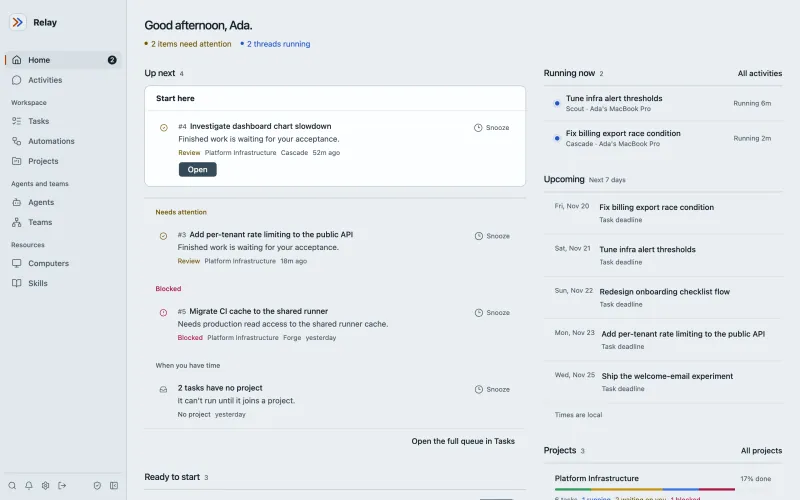 Relay
Home 2
Activities
Workspace
Tasks
Automations
Projects
Agents and teams
Agents
Teams
Resources
Computers
Skills
Good afternoon, Ada.
2 items need attention 2 threads running
Up next 4
Start here
#4 Investigate dashboard chart slowdown
Snooze
Finished work is waiting for your acceptance.
Review Platform Infrastructure Cascade 52m ago
Open
Needs attention
#3 Add per-tenant rate limiting to the public API
Snooze
Finished work is waiting for your acceptance.
Review Platform Infrastructure 18m ago
Blocked
#5 Migrate CI cache to the shared runner
Snooze
Needs production read access to the shared runner cache.
Blocked Platform Infrastructure Forge yesterday
When you have time
2 tasks have no project
Snooze
It can't run until it joins a project.
No project yesterday
Open the full queue in Tasks
Ready to start 3
Running now 2
All activities
Tune infra alert thresholds
Scout · Ada's MacBook Pro
Running 6m
Fix billing export race condition
Cascade · Ada's MacBook Pro
Running 2m
Upcoming Next 7 days
Fri, Nov 20 Fix billing export race condition
Task deadline
Sat, Nov 21 Tune infra alert thresholds
Task deadline
Sun, Nov 22 Redesign onboarding checklist flow
Task deadline
Mon, Nov 23 Add per-tenant rate limiting to the public API
Task deadline
Wed, Nov 25 Ship the welcome-email experiment
Task deadline
Times are local
Projects 3
All projects
Platform Infrastructure
17% done